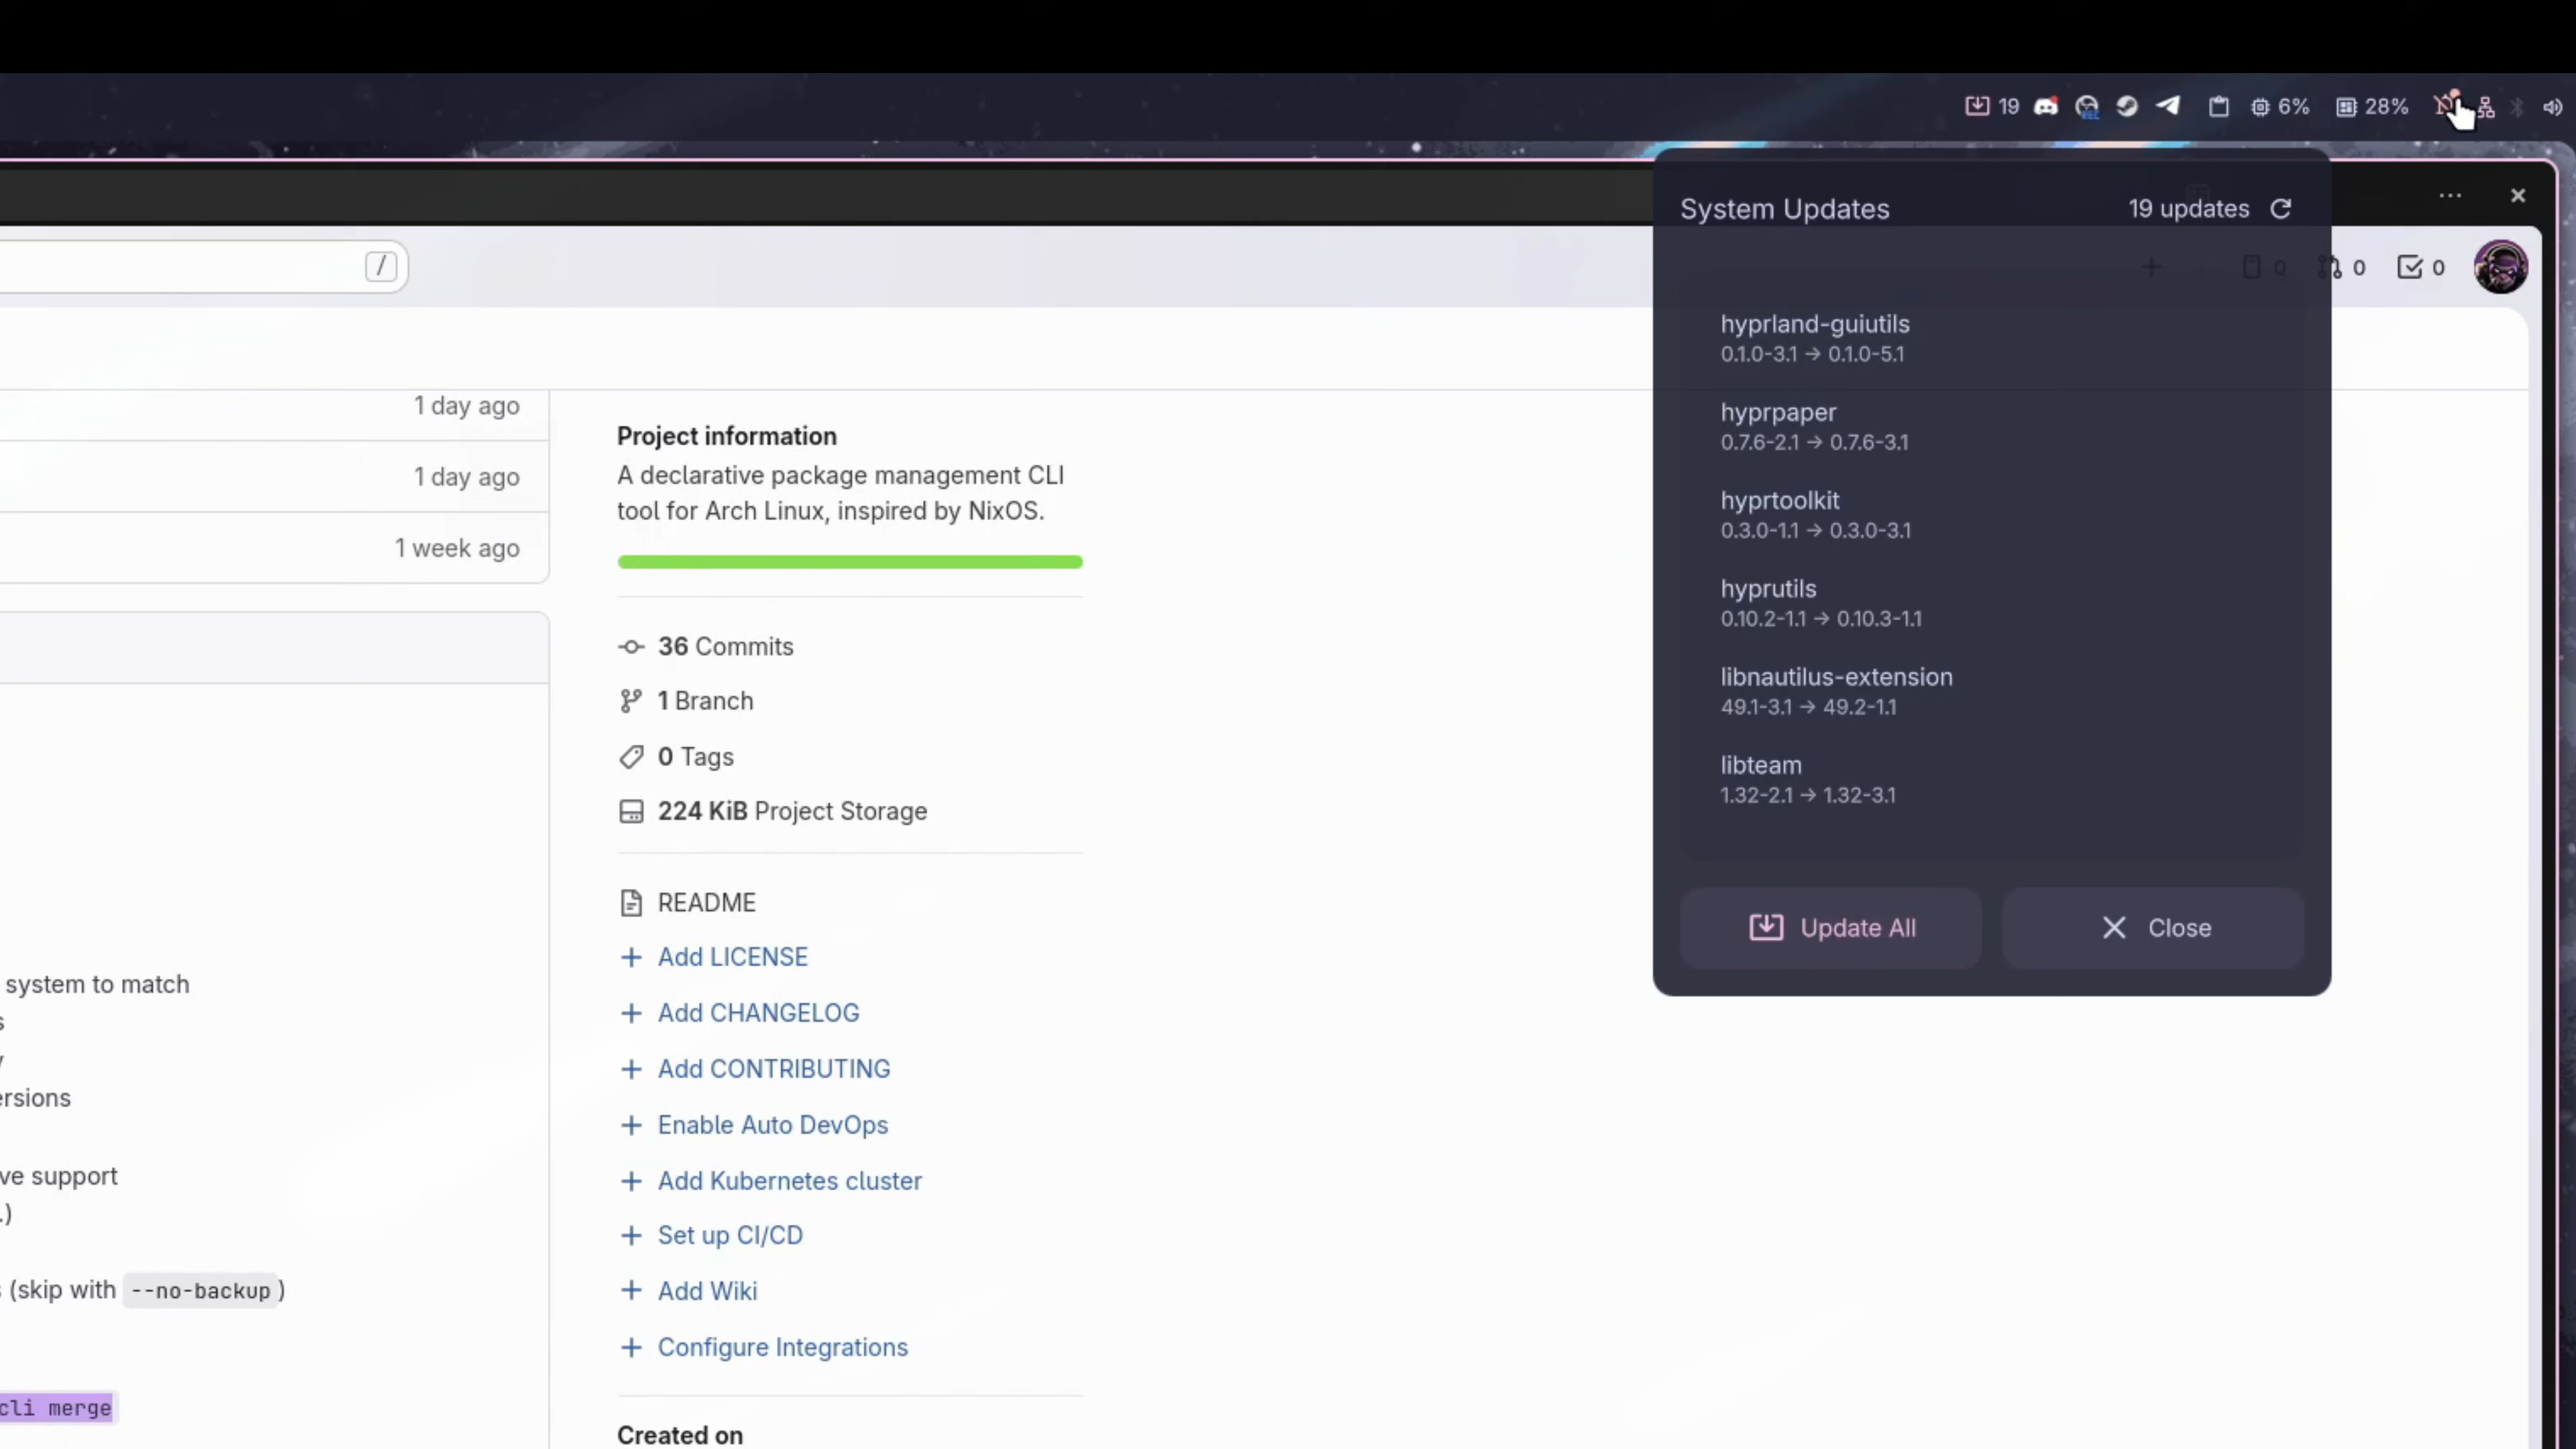 19
6%
28%
System Updates
19 updates
/
0
0
0
hyprland-guiutils
0.1.0-3.1 → 0.1.0-5.1
hyprpaper
0.7.6-2.1 → 0.7.6-3.1
hyprtoolkit
0.3.0-1.1 → 0.3.0-3.1
hyprutils
0.10.2-1.1 → 0.10.3-1.1
libnautilus-extension
49.1-3.1 → 49.2-1.1
libteam
1.32-2.1 → 1.32-3.1
Update All
Close
1 day ago
1 day ago
1 week ago
system to match
ersions
ve support
.)
(skip with --no-backup)
cli merge
Project information
A declarative package management CLI
tool for Arch Linux, inspired by NixOS.
36 Commits
1 Branch
0 Tags
224 KiB Project Storage
README
Add LICENSE
Add CHANGELOG
Add CONTRIBUTING
Enable Auto DevOps
Add Kubernetes cluster
Set up CI/CD
Add Wiki
Configure Integrations
Created on